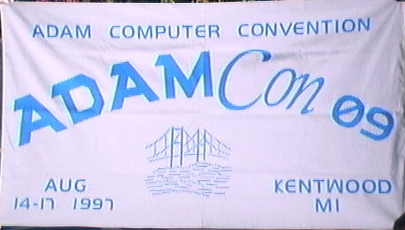 ADAM COMPUTER CONVENTION
ADAMCon 09
AUG
14-17 1997
KENTWOOD
MI